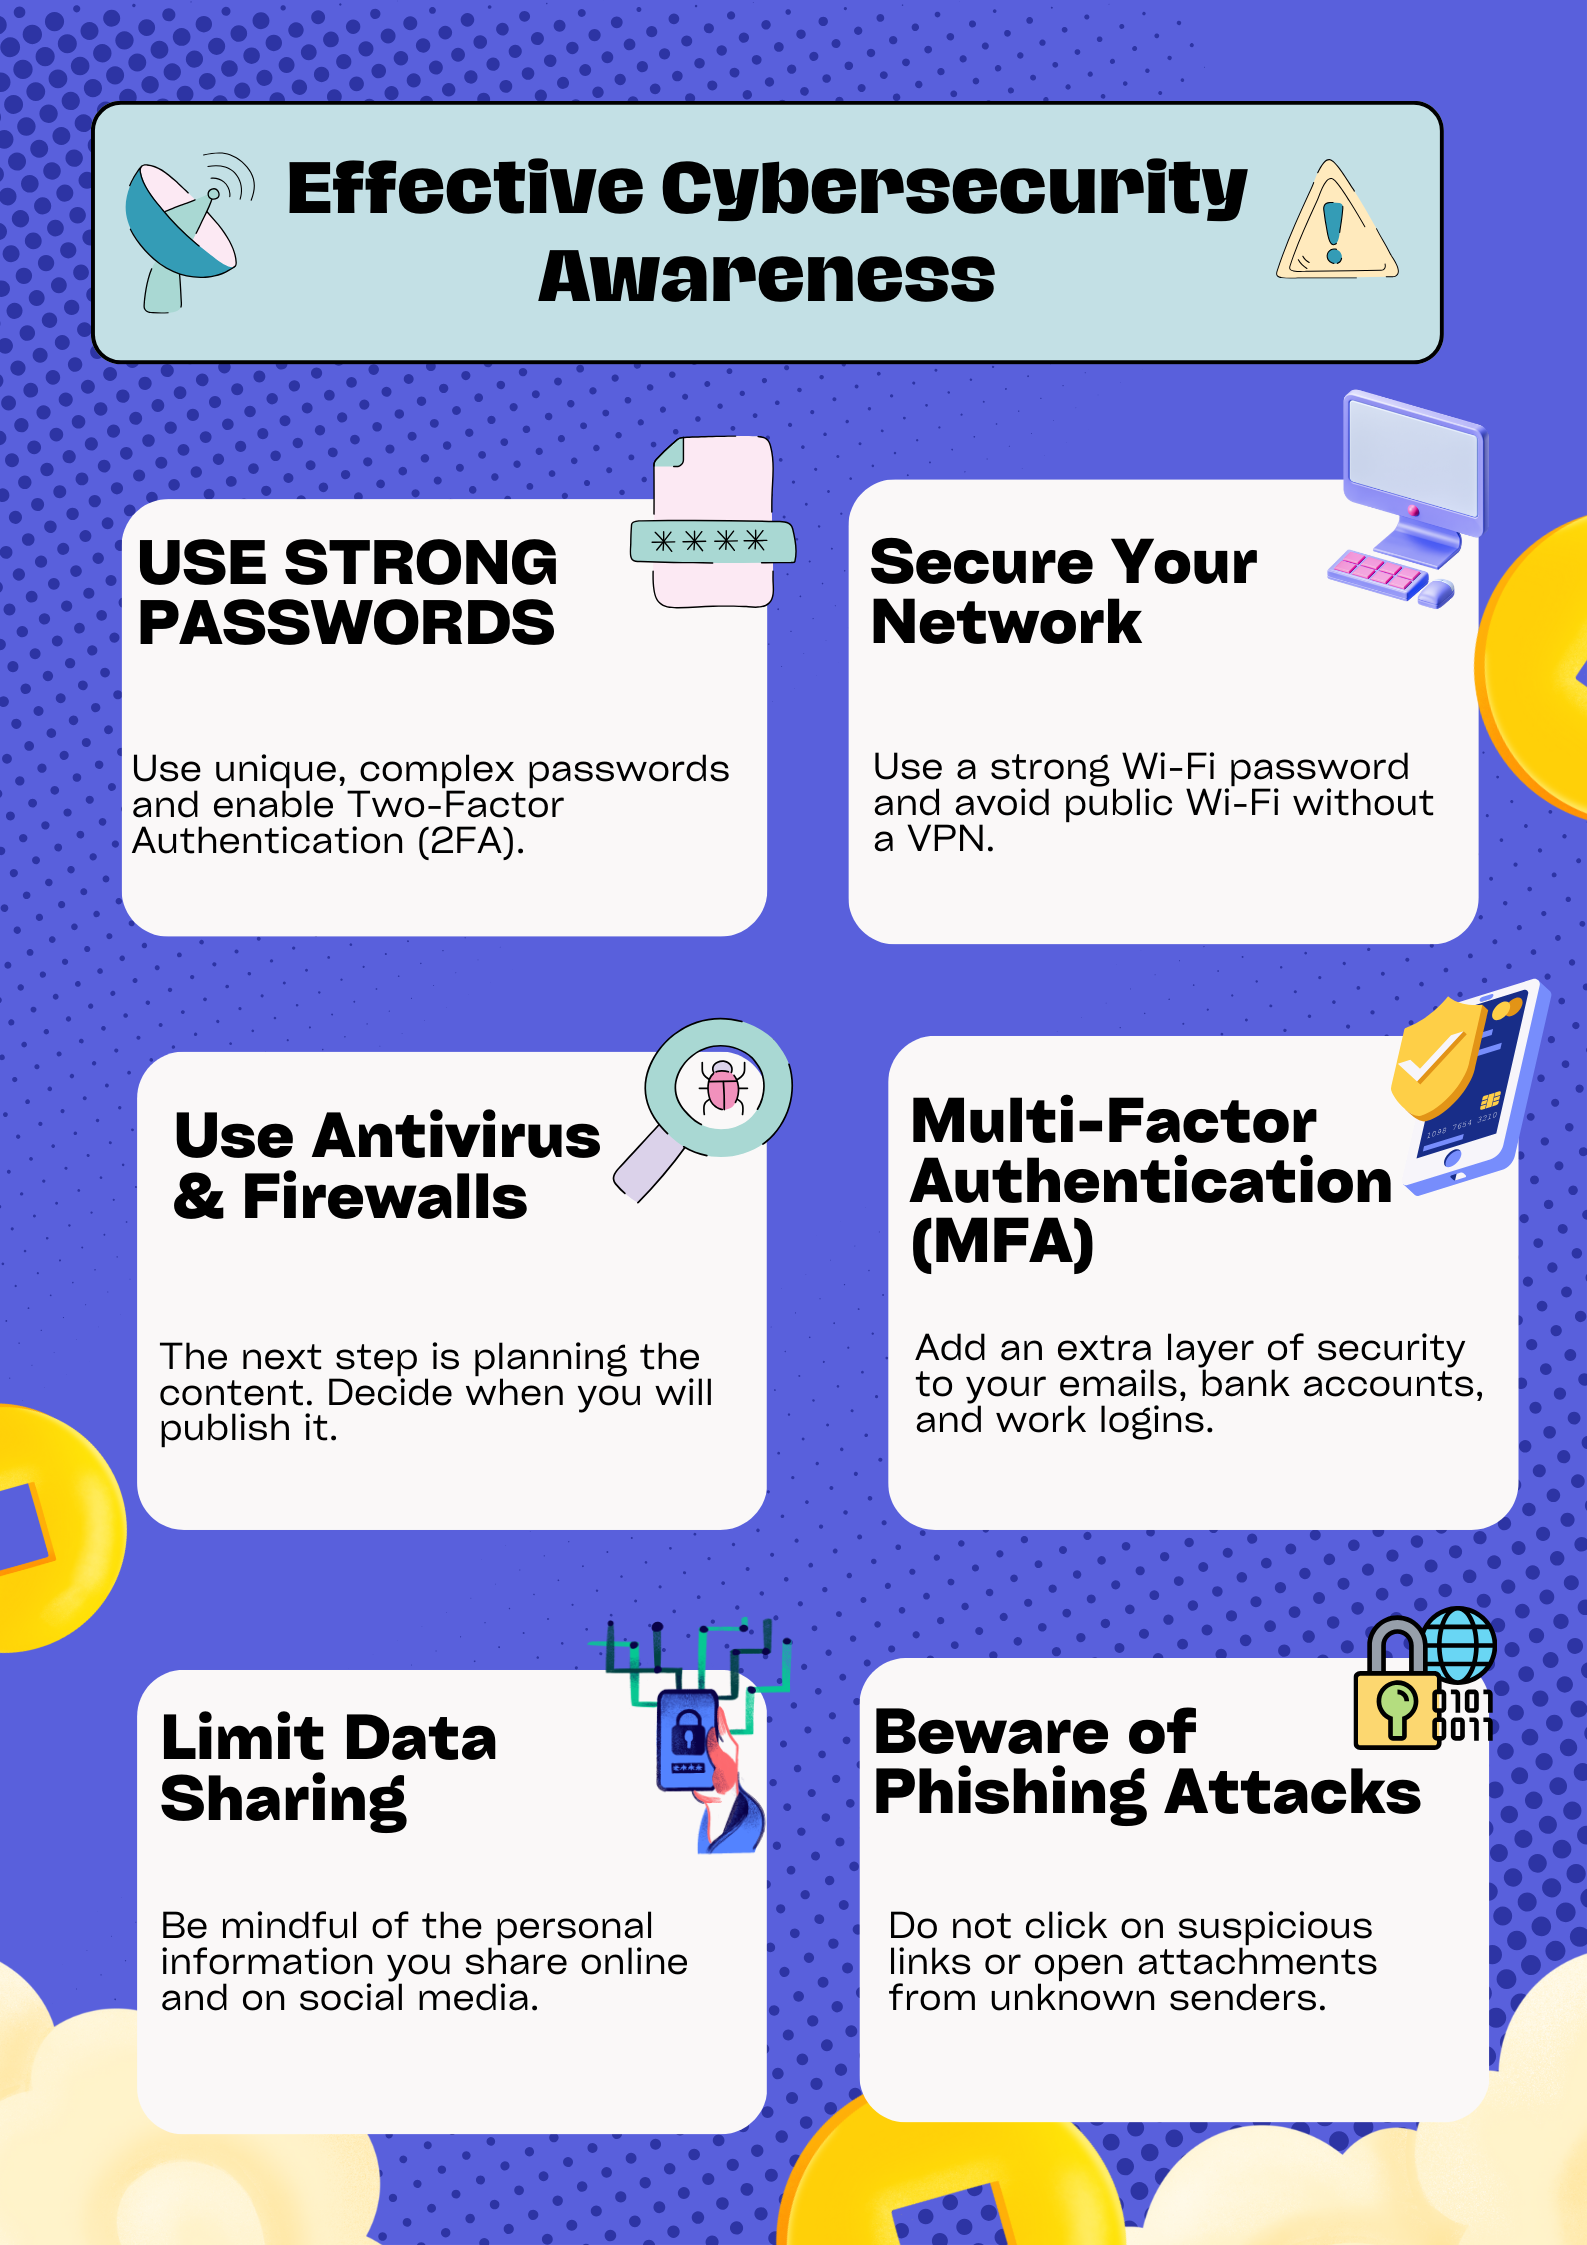 Effective Cybersecurity
Awareness
USE STRONG
PASSWORDS
Use unique, complex passwords
and enable Two-Factor
Authentication (2FA).
Secure Your
Network
Use a strong Wi-Fi password
and avoid public Wi-Fi without
a VPN.
Use Antivirus
& Firewalls
The next step is planning the
content. Decide when you will
publish it.
Multi-Factor
Authentication
(MFA)
1098 7654 3210
Add an extra layer of security
to your emails, bank accounts,
and work logins.
Limit Data
Sharing
Be mindful of the personal
information you share online
and on social media.
0101
0011
Beware of
Phishing Attacks
Do not click on suspicious
links or open attachments
from unknown senders.